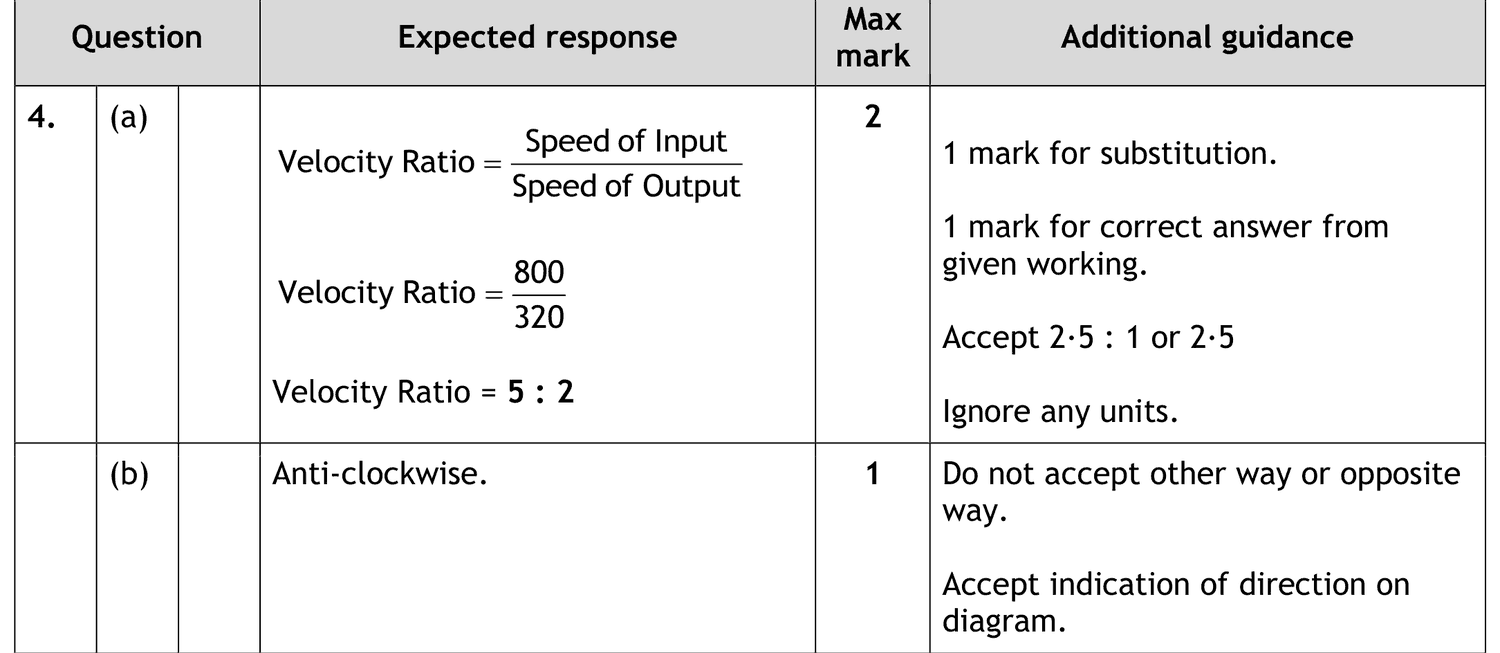 Question Expected response Max mark Additional guidance
4. (a) 2
Velocity Ratio = Speed of Input / Speed of Output
Velocity Ratio = 800 / 320
Velocity Ratio = 5 : 2
1 mark for substitution.
1 mark for correct answer from
given working.
Accept 2·5 : 1 or 2·5
Ignore any units.
(b) Anti-clockwise. 1
Do not accept other way or opposite
way.
Accept indication of direction on
diagram.